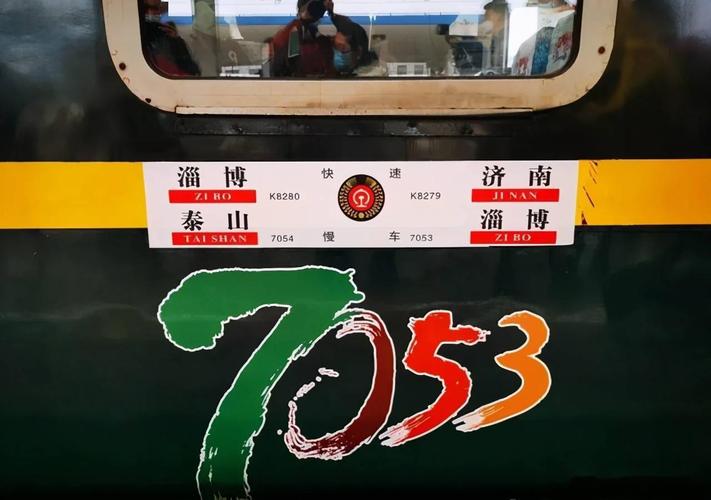 淄博 快速 济南
ZI BO K8280 K8279 JI NAN
泰山 淄博
TAI SHAN 7054 慢车 7053 ZI BO
7053